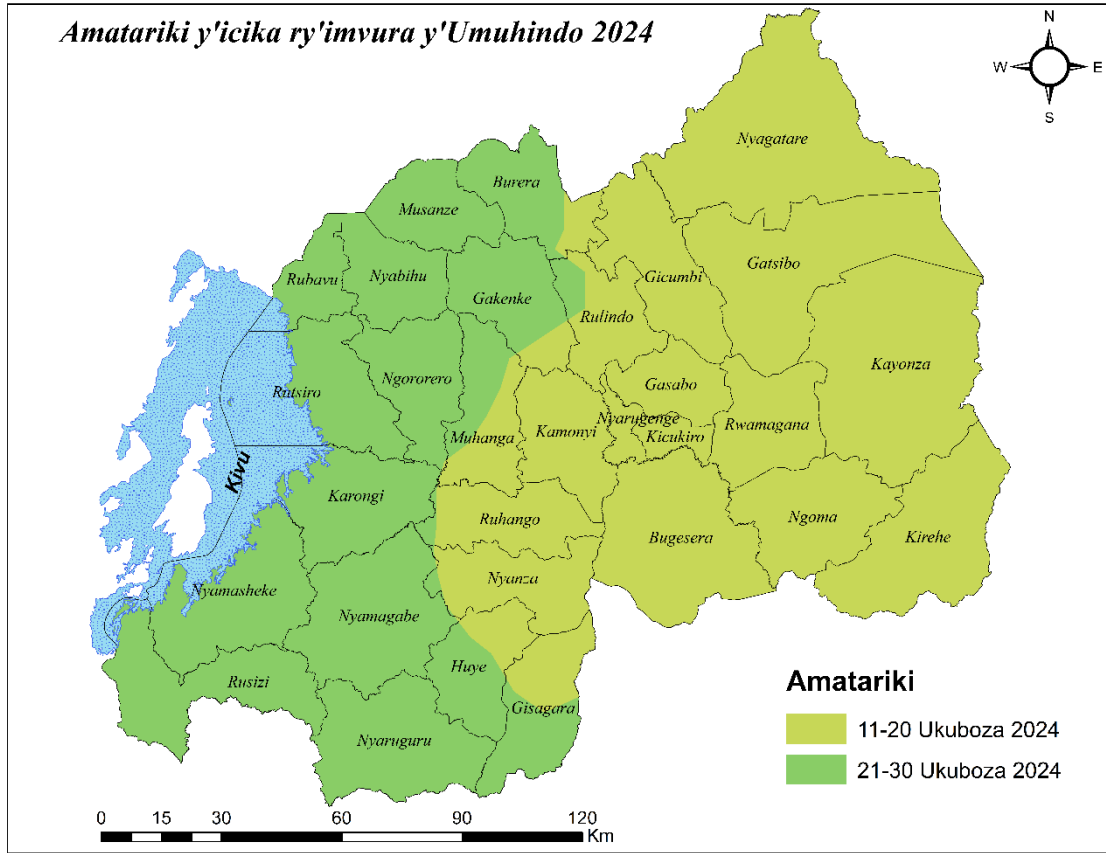 Amatariki y'icika ry'imvura y'Umuhindo 2024
N
W
E
S
Nyagatare
Burera
Musanze
Gatsibo
Gicumbi
Rubavu
Nyabihu
Gakenke
Rulindo
Kayonza
Ngororero
Gasabo
Rutsiro
Nyarugenge
Rwamagana
Muhanga
Kamonyi
Kicukiro
Kivu
Karongi
Ruhango
Ngoma
Bugesera
Kirehe
Nyanza
Nyamasheke
Nyamagabe
Huye
Rusizi
Gisagara
Nyaruguru
Amatariki
11-20 Ukuboza 2024
21-30 Ukuboza 2024
0 15 30 60 90 120
Km